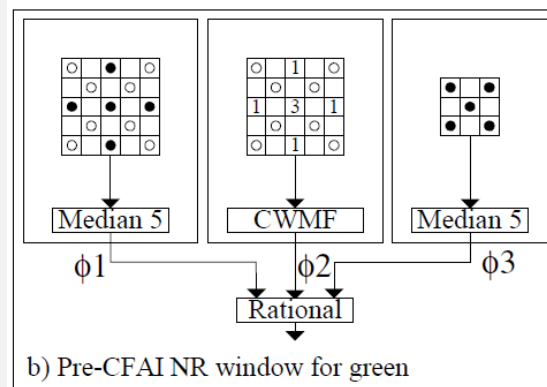 1
1 3 1
1
Median 5
CWMF
Median 5
ϕ1
ϕ2
ϕ3
Rational
b) Pre-CFAI NR window for green